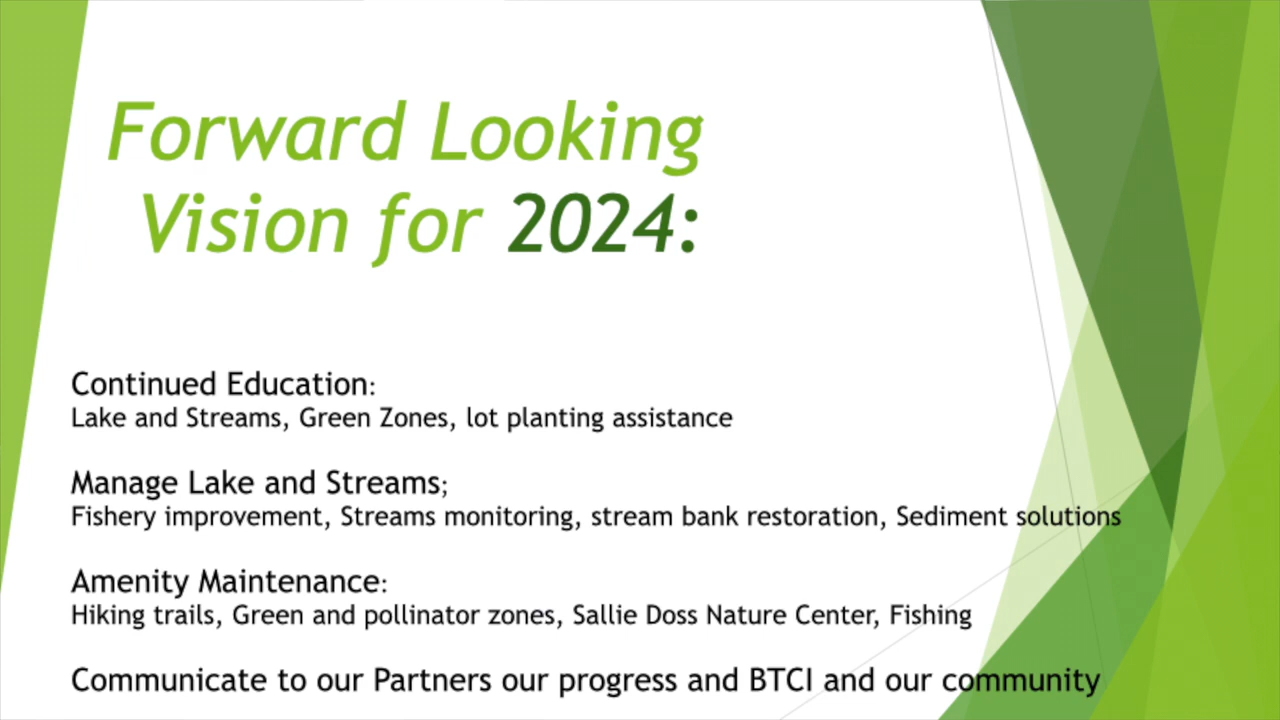 Forward Looking
Vision for 2024:
Continued Education:
Lake and Streams, Green Zones, lot planting assistance
Manage Lake and Streams;
Fishery improvement, Streams monitoring, stream bank restoration, Sediment solutions
Amenity Maintenance:
Hiking trails, Green and pollinator zones, Sallie Doss Nature Center, Fishing
Communicate to our Partners our progress and BTCI and our community